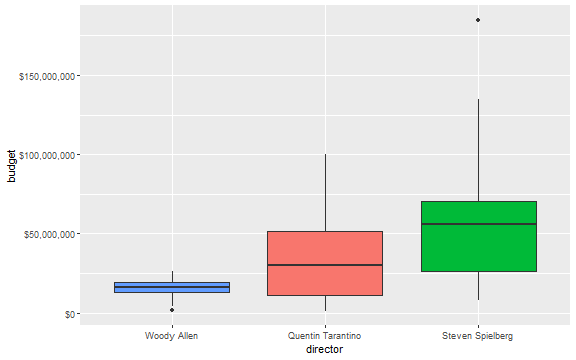 budget
$150,000,000
$100,000,000
$50,000,000
$0
Woody Allen
Quentin Tarantino
Steven Spielberg
director